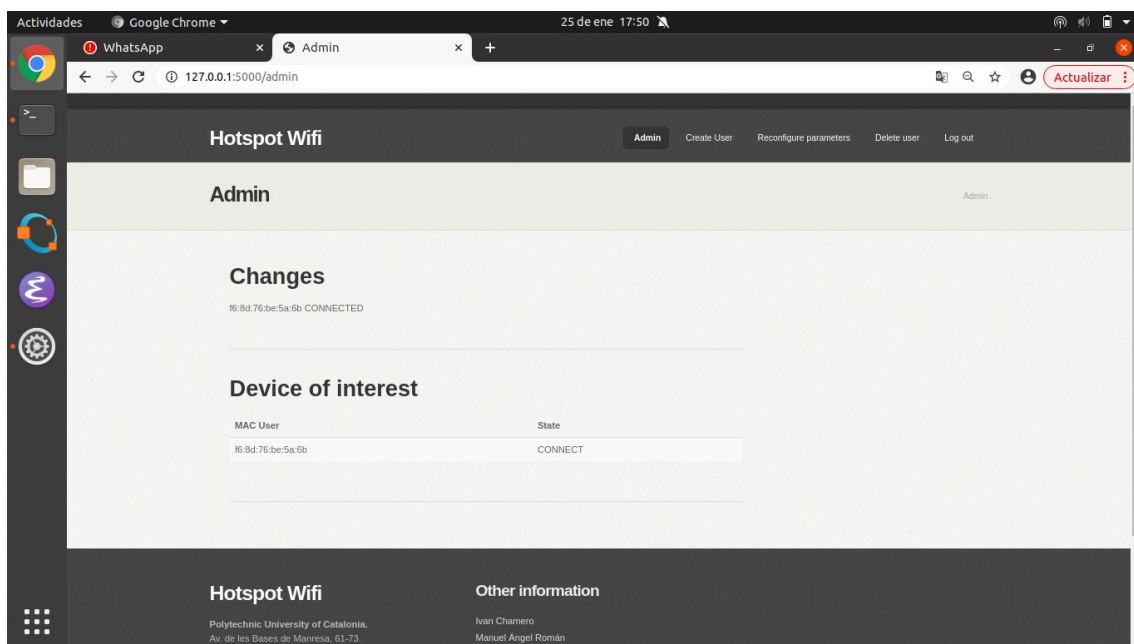 Actividades Google Chrome 25 de ene 17:50
WhatsApp Admin
127.0.0.1:5000/admin Actualizar
Hotspot Wifi Admin Create User Reconfigure parameters Delete user Log out
Admin Admin
Changes
f6:8d:76:be:5a:6b CONNECTED
Device of interest
MAC User State
f6:8d:76:be:5a:6b CONNECT
Hotspot Wifi Other information
Polytechnic University of Catalonia. Ivan Chamero
Av. de les Bases de Manresa, 61-73. Manuel Ángel Román